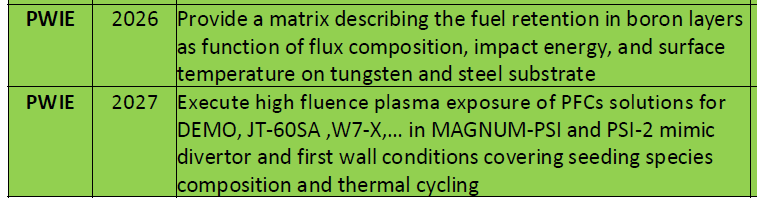 PWIE 2026 Provide a matrix describing the fuel retention in boron layers
as function of flux composition, impact energy, and surface
temperature on tungsten and steel substrate
PWIE 2027 Execute high fluence plasma exposure of PFCs solutions for
DEMO, JT-60SA ,W7-X,... in MAGNUM-PSI and PSI-2 mimic
divertor and first wall conditions covering seeding species
composition and thermal cycling